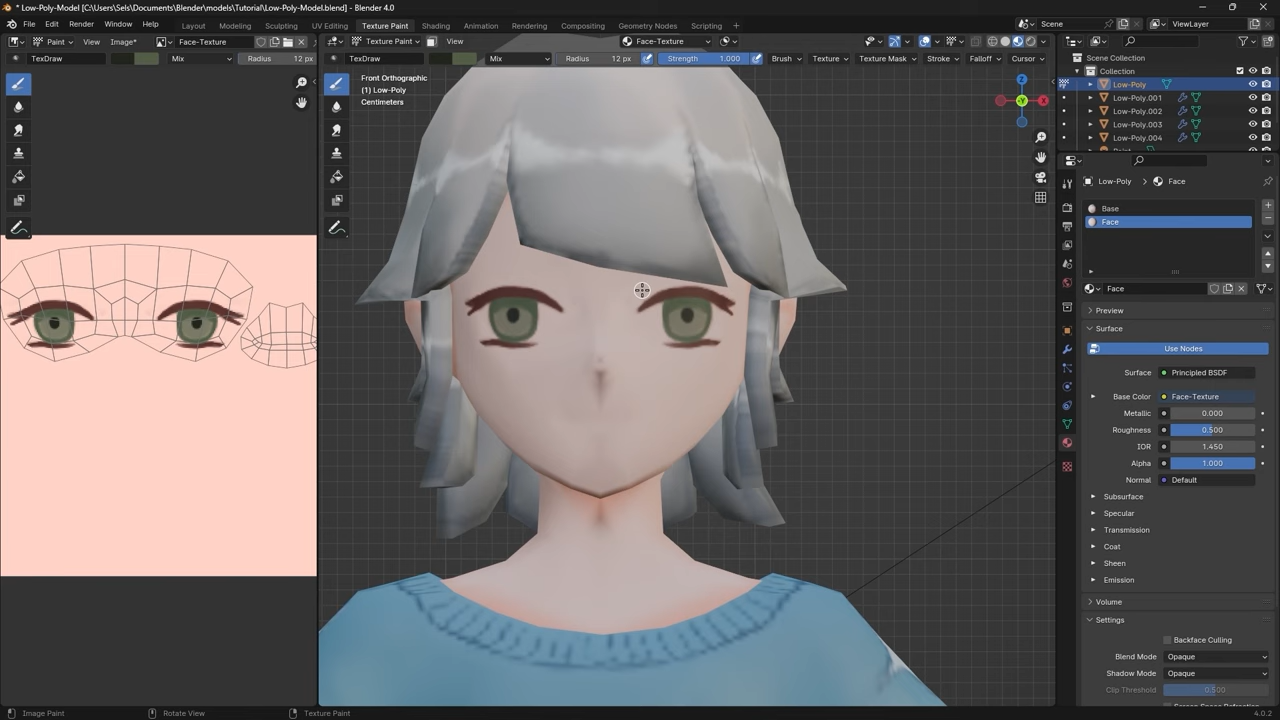 * Low-Poly-Model [C:\Users\Sels\Documents\Blender\models\Tutorial\Low-Poly-Model.blend] - Blender 4.0
File Edit Render Window Help Layout Modeling Sculpting UV Editing Texture Paint Shading Animation Rendering Compositing Geometry Nodes Scripting + Scene ViewLayer
Paint View Image* Face-Texture Texture Paint View Face-Texture
TexDraw Mix Radius 12 px TexDraw Mix Radius 12 px Strength 1.000 Brush Texture Texture Mask Stroke Falloff Cursor
Scene Collection
Collection
Low-Poly
Low-Poly.001
Low-Poly.002
Low-Poly.003
Low-Poly.004
Front Orthographic
(1) Low-Poly
Centimeters
Z
-Y
X
Low-Poly Face
Base
Face
Face
Preview
Surface
Use Nodes
Surface Principled BSDF
Base Color Face-Texture
Metallic 0.000
Roughness 0.500
IOR 1.450
Alpha 1.000
Normal Default
Subsurface
Specular
Transmission
Coat
Sheen
Emission
Volume
Settings
Backface Culling
Blend Mode Opaque
Shadow Mode Opaque
Clip Threshold 0.500
Image Paint Rotate View Texture Paint 4.0.2